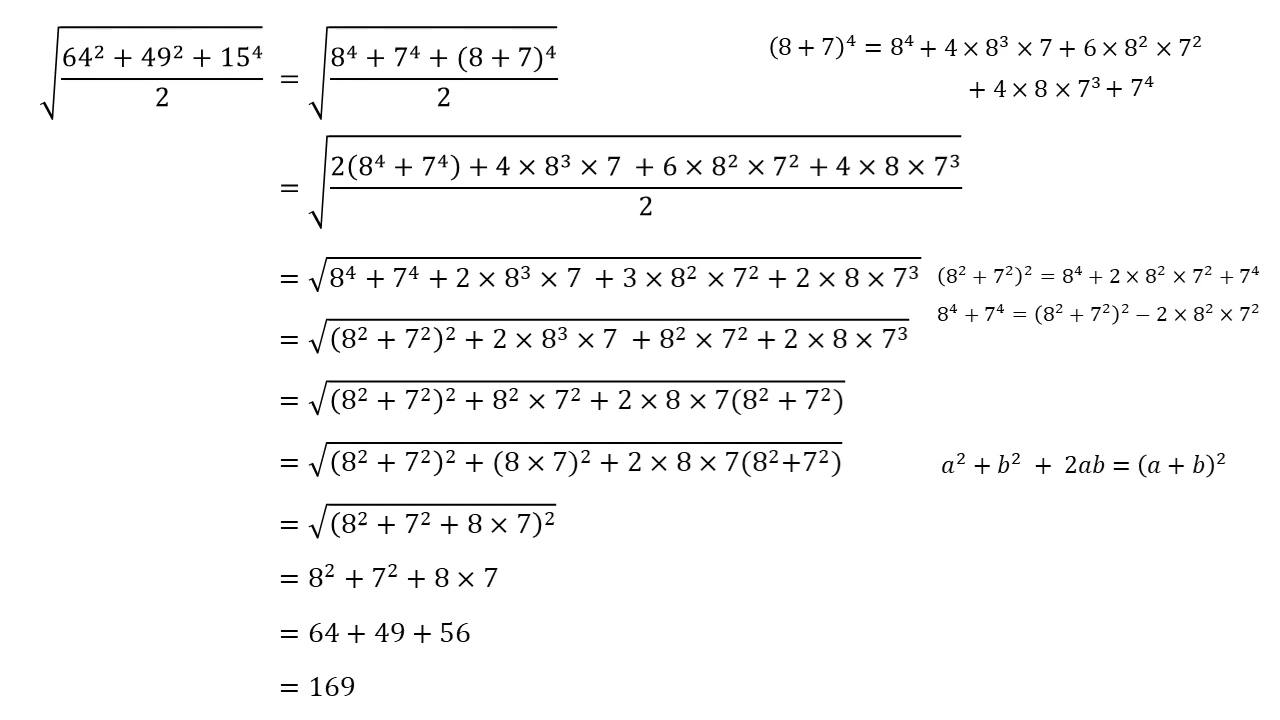 √((64² + 49² + 15⁴)/2) = √((8⁴ + 7⁴ + (8 + 7)⁴)/2)
(8 + 7)⁴ = 8⁴ + 4 × 8³ × 7 + 6 × 8² × 7²
+ 4 × 8 × 7³ + 7⁴
= √((2(8⁴ + 7⁴) + 4 × 8³ × 7 + 6 × 8² × 7² + 4 × 8 × 7³)/2)
= √(8⁴ + 7⁴ + 2 × 8³ × 7 + 3 × 8² × 7² + 2 × 8 × 7³)
(8² + 7²)² = 8⁴ + 2 × 8² × 7² + 7⁴
8⁴ + 7⁴ = (8² + 7²)² − 2 × 8² × 7²
= √((8² + 7²)² + 2 × 8³ × 7 + 8² × 7² + 2 × 8 × 7³)
= √((8² + 7²)² + 8² × 7² + 2 × 8 × 7(8² + 7²))
= √((8² + 7²)² + (8 × 7)² + 2 × 8 × 7(8²+7²))
a² + b² + 2ab = (a + b)²
= √((8² + 7² + 8 × 7)²)
= 8² + 7² + 8 × 7
= 64 + 49 + 56
= 169